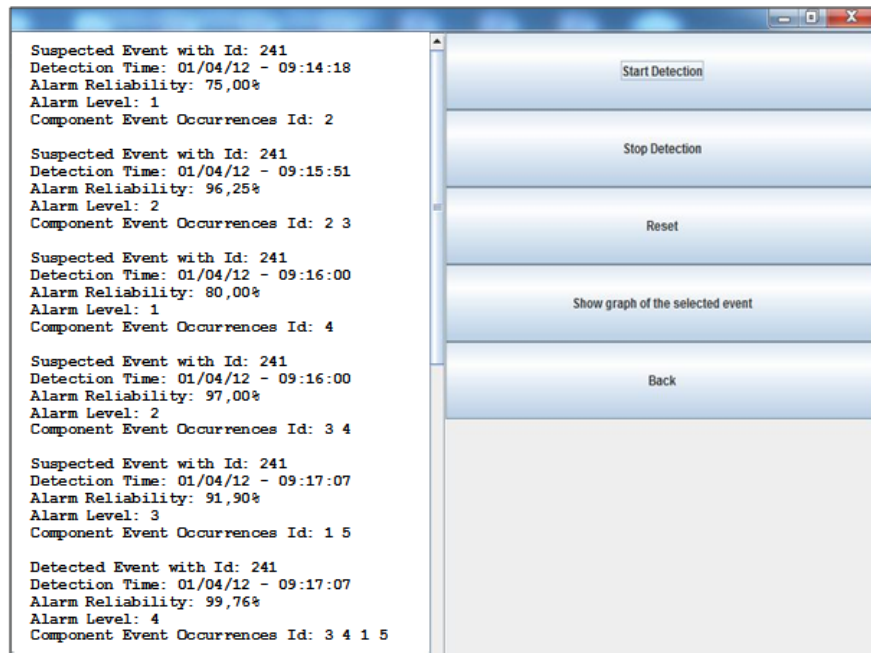 Suspected Event with Id: 241
Detection Time: 01/04/12 - 09:14:18
Alarm Reliability: 75,00%
Alarm Level: 1
Component Event Occurrences Id: 2
Suspected Event with Id: 241
Detection Time: 01/04/12 - 09:15:51
Alarm Reliability: 96,25%
Alarm Level: 2
Component Event Occurrences Id: 2 3
Suspected Event with Id: 241
Detection Time: 01/04/12 - 09:16:00
Alarm Reliability: 80,00%
Alarm Level: 1
Component Event Occurrences Id: 4
Suspected Event with Id: 241
Detection Time: 01/04/12 - 09:16:00
Alarm Reliability: 97,00%
Alarm Level: 2
Component Event Occurrences Id: 3 4
Suspected Event with Id: 241
Detection Time: 01/04/12 - 09:17:07
Alarm Reliability: 91,90%
Alarm Level: 3
Component Event Occurrences Id: 1 5
Detected Event with Id: 241
Detection Time: 01/04/12 - 09:17:07
Alarm Reliability: 99,76%
Alarm Level: 4
Component Event Occurrences Id: 3 4 1 5
Start Detection
Stop Detection
Reset
Show graph of the selected event
Back